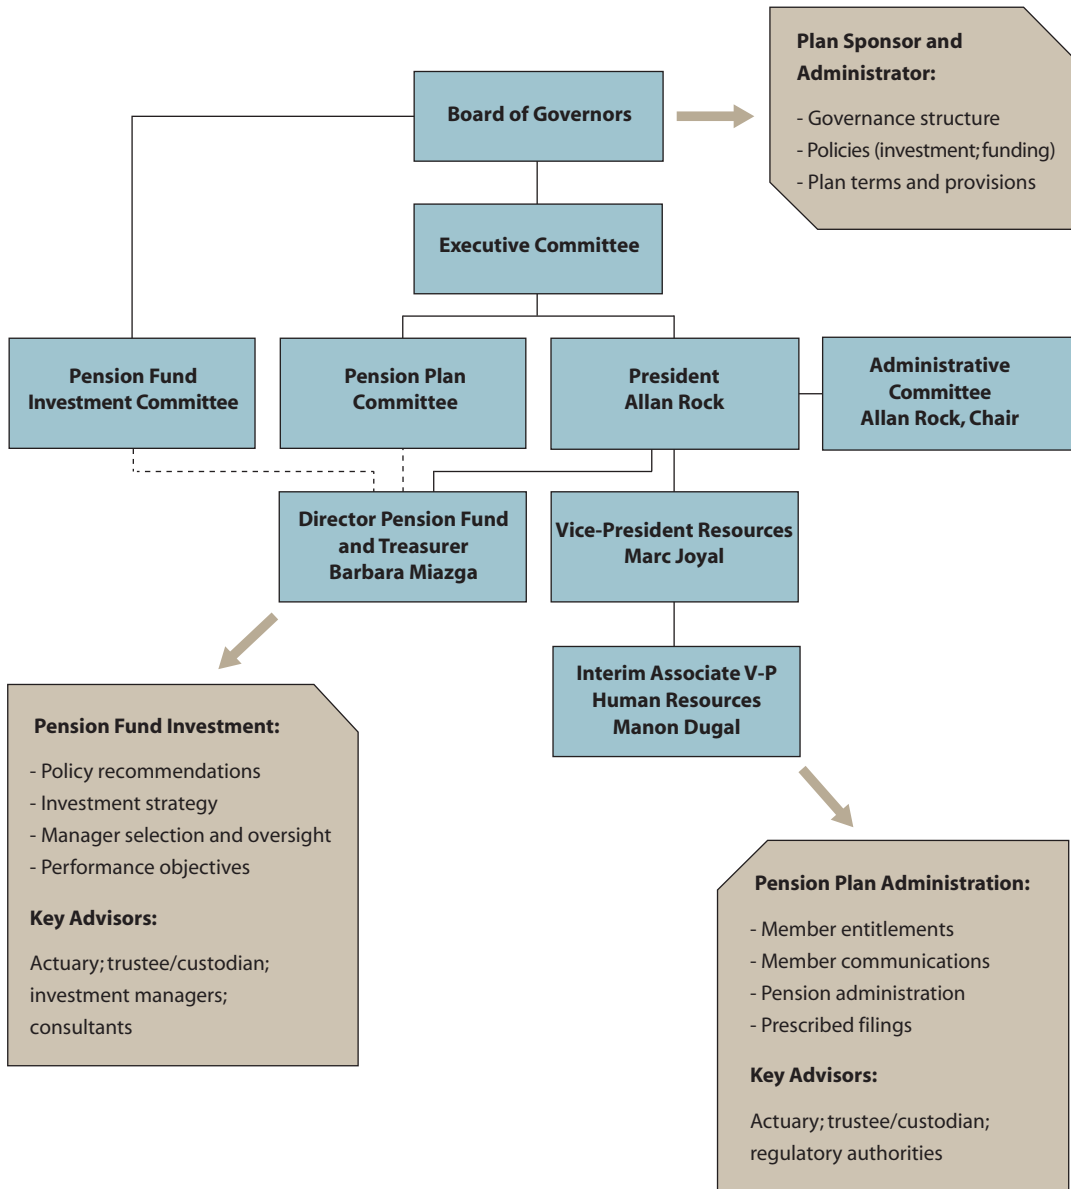 Plan Sponsor and
Administrator:
- Governance structure
- Policies (investment; funding)
- Plan terms and provisions
Board of Governors
Executive Committee
Pension Fund
Investment Committee
Pension Plan
Committee
President
Allan Rock
Administrative
Committee
Allan Rock, Chair
Director Pension Fund
and Treasurer
Barbara Miazga
Vice-President Resources
Marc Joyal
Interim Associate V-P
Human Resources
Manon Dugal
Pension Fund Investment:
- Policy recommendations
- Investment strategy
- Manager selection and oversight
- Performance objectives
Key Advisors:
Actuary; trustee/custodian;
investment managers;
consultants
Pension Plan Administration:
- Member entitlements
- Member communications
- Pension administration
- Prescribed filings
Key Advisors:
Actuary; trustee/custodian;
regulatory authorities